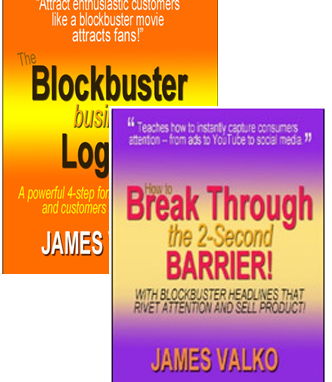 "Attract enthusiastic customers
like a blockbuster movie
attracts fans!"
The
Blockbuster
busi
Log
A powerful 4-step for
and customers
JAMES
“ Teaches how to instantly capture consumers
attention – from ads to YouTube to social media ”
How to
Break Through
the 2-Second
BARRIER!
WITH BLOCKBUSTER HEADLINES THAT
RIVET ATTENTION AND SELL PRODUCT!
JAMES VALKO